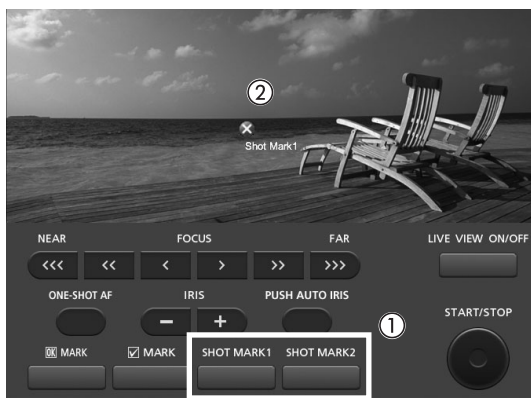 ②
Shot Mark1
NEAR FOCUS FAR LIVE VIEW ON/OFF
<<< << < > >> >>>
ONE-SHOT AF IRIS PUSH AUTO IRIS
− + ① START/STOP
OK MARK ☑ MARK SHOT MARK1 SHOT MARK2